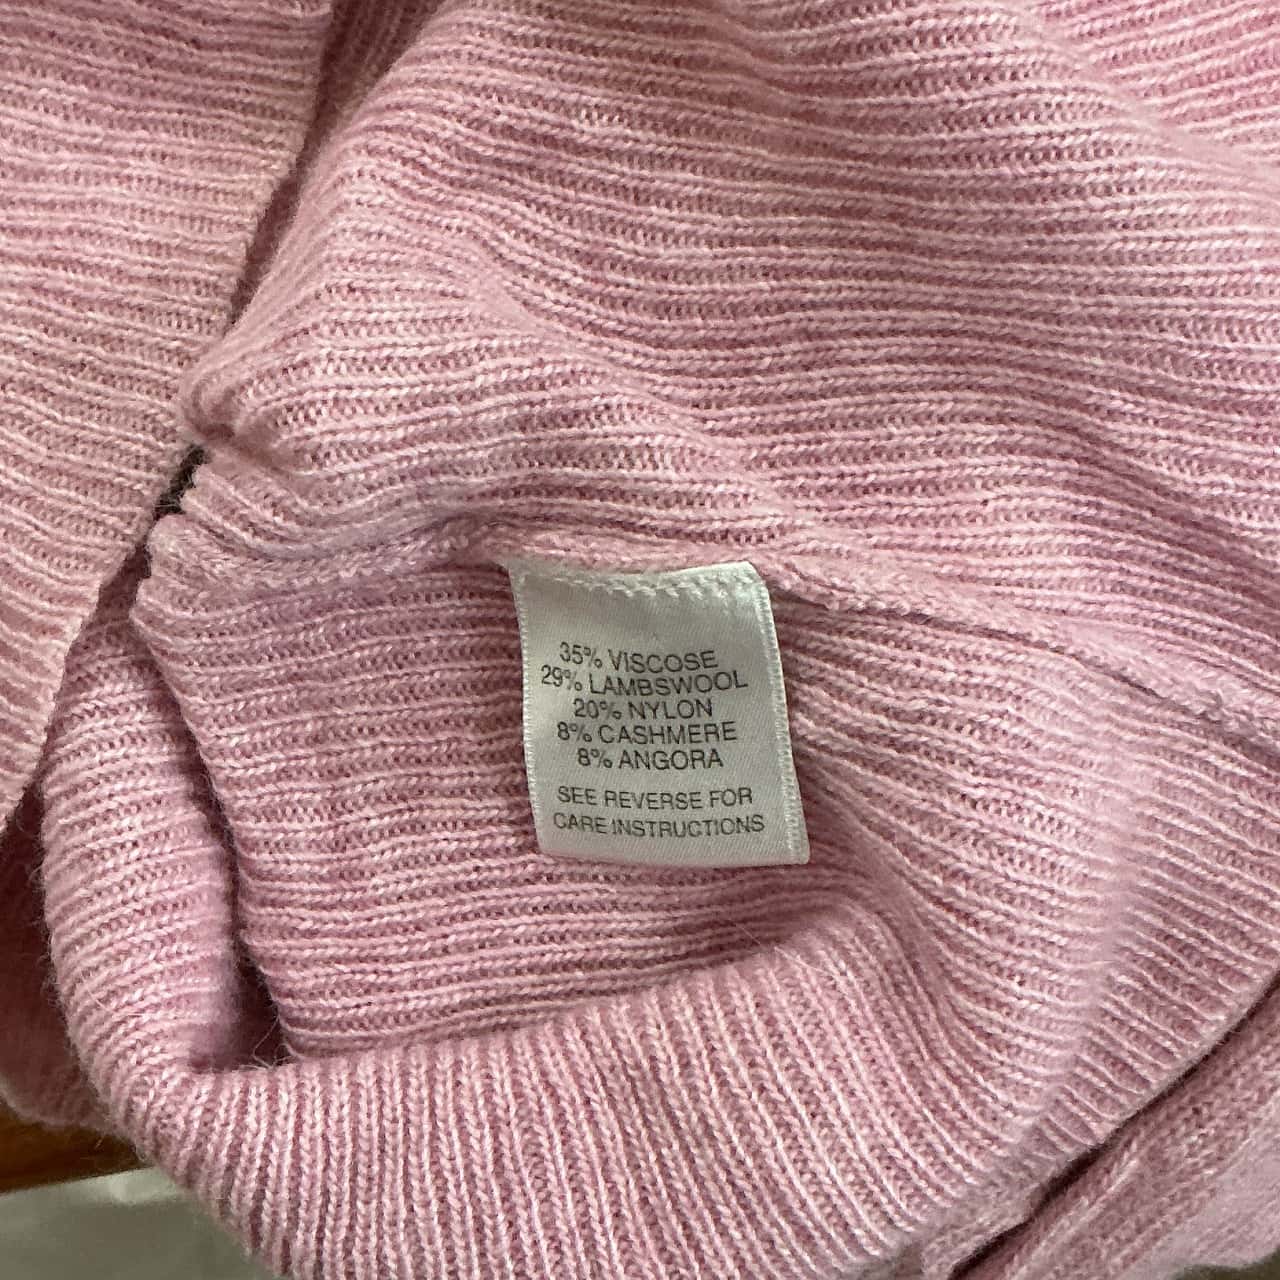 35% VISCOSE
29% LAMBSWOOL
20% NYLON
8% CASHMERE
8% ANGORA
SEE REVERSE FOR
CARE INSTRUCTIONS